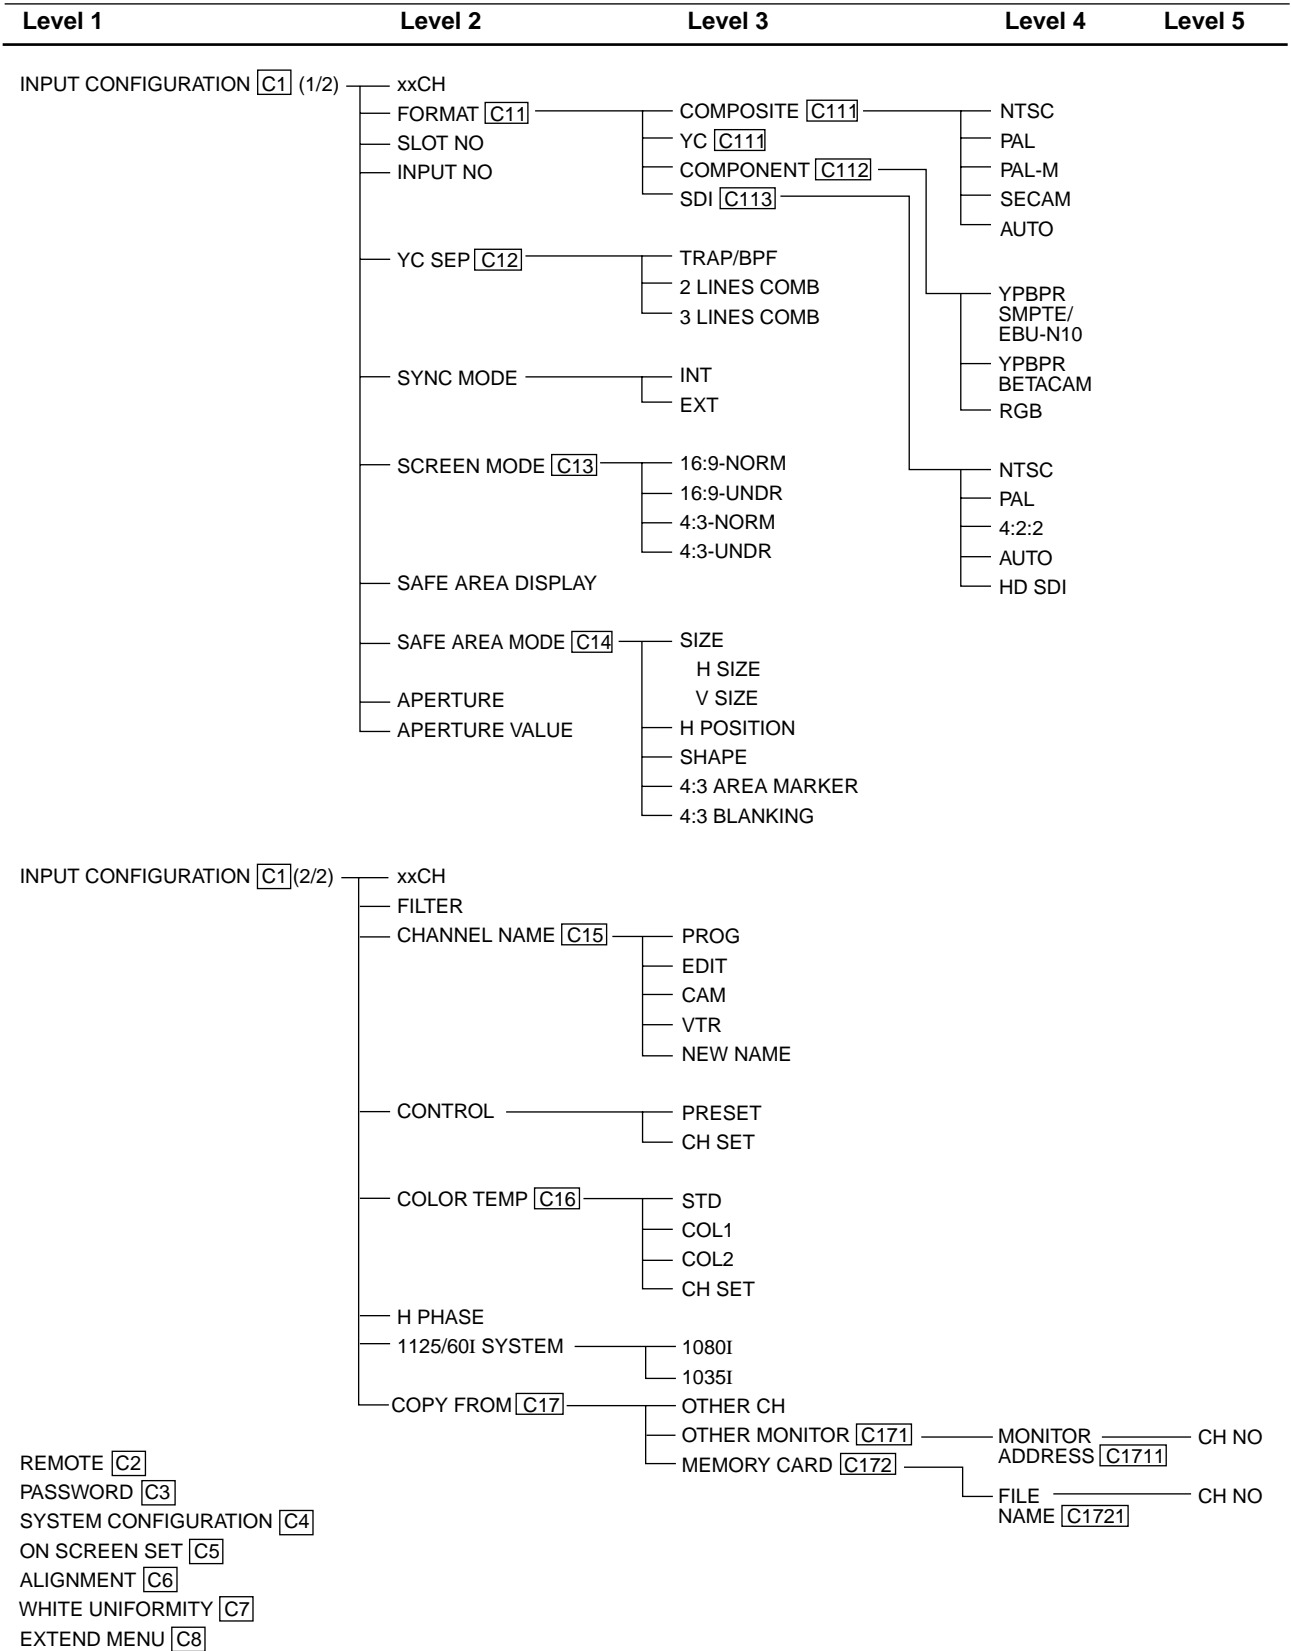 Level 1 Level 2 Level 3 Level 4 Level 5
INPUT CONFIGURATION C1 (1/2) xxCH
FORMAT C11 COMPOSITE C111 NTSC
SLOT NO YC C111 PAL
INPUT NO COMPONENT C112 PAL-M
SDI C113 SECAM
AUTO
YC SEP C12 TRAP/BPF
2 LINES COMB YPBPR
3 LINES COMB SMPTE/
EBU-N10
YPBPR
SYNC MODE INT BETACAM
EXT RGB
SCREEN MODE C13 16:9-NORM NTSC
16:9-UNDR PAL
4:3-NORM 4:2:2
4:3-UNDR AUTO
SAFE AREA DISPLAY HD SDI
SAFE AREA MODE C14 SIZE
H SIZE
V SIZE
APERTURE
APERTURE VALUE H POSITION
SHAPE
4:3 AREA MARKER
4:3 BLANKING
INPUT CONFIGURATION C1 (2/2) xxCH
FILTER
CHANNEL NAME C15 PROG
EDIT
CAM
VTR
NEW NAME
CONTROL PRESET
CH SET
COLOR TEMP C16 STD
COL1
COL2
CH SET
H PHASE
1125/60I SYSTEM 1080I
1035I
COPY FROM C17 OTHER CH
OTHER MONITOR C171 MONITOR CH NO
ADDRESS C1711
MEMORY CARD C172 FILE CH NO
NAME C1721
REMOTE C2
PASSWORD C3
SYSTEM CONFIGURATION C4
ON SCREEN SET C5
ALIGNMENT C6
WHITE UNIFORMITY C7
EXTEND MENU C8